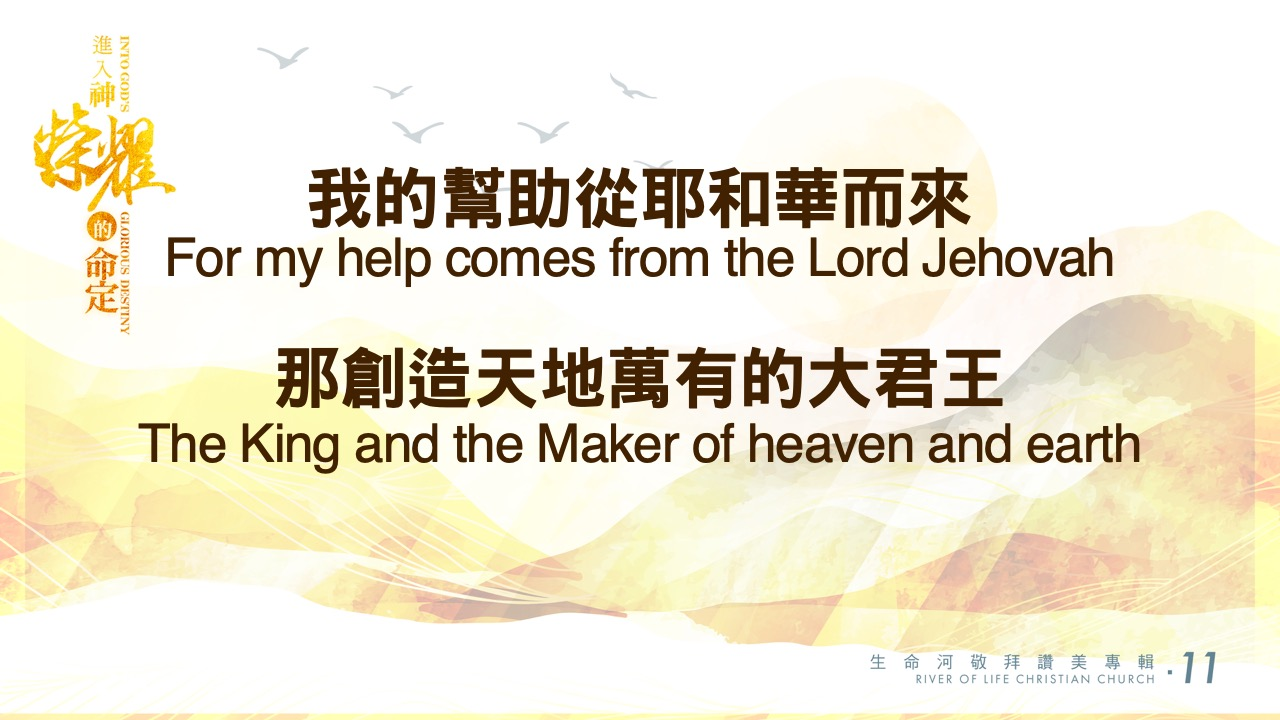 進入神
榮耀
的
命定
INTO GOD'S
GLORIOUS DESTINY
我的幫助從耶和華而來
For my help comes from the Lord Jehovah
那創造天地萬有的大君王
The King and the Maker of heaven and earth
生命河敬拜讚美專輯
RIVER OF LIFE CHRISTIAN CHURCH
·11